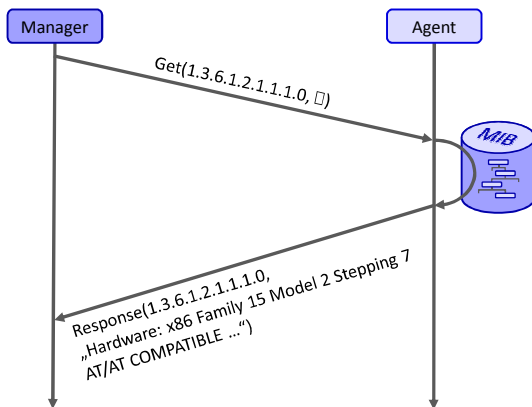 Manager
Agent
Get(1.3.6.1.2.1.1.1.0, ▯)
MIB
Response(1.3.6.1.2.1.1.1.0,
„Hardware: x86 Family 15 Model 2 Stepping 7
AT/AT COMPATIBLE ...“)